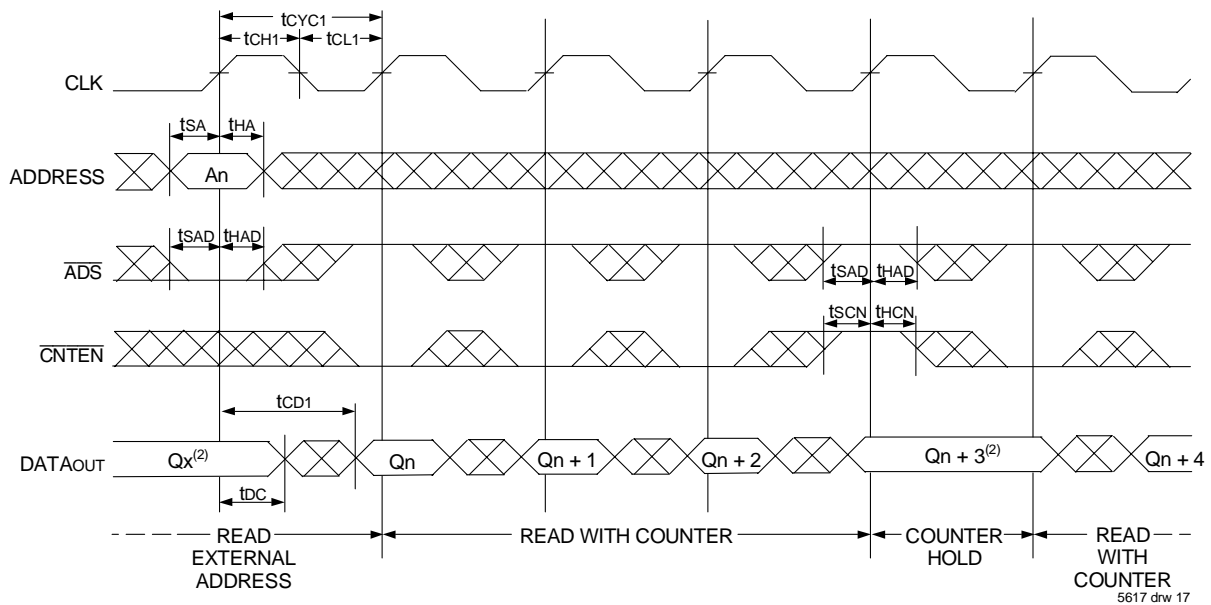 tCYC1
tCH1 tCL1
CLK
tSA tHA
ADDRESS An
tSAD tHAD
ADS tSAD tHAD
tSCN tHCN
CNTEN
tCD1
DATAOUT Qx(2) Qn Qn + 1 Qn + 2 Qn + 3(2) Qn + 4
tDC
READ EXTERNAL ADDRESS
READ WITH COUNTER
COUNTER HOLD
READ WITH COUNTER
5617 drw 17